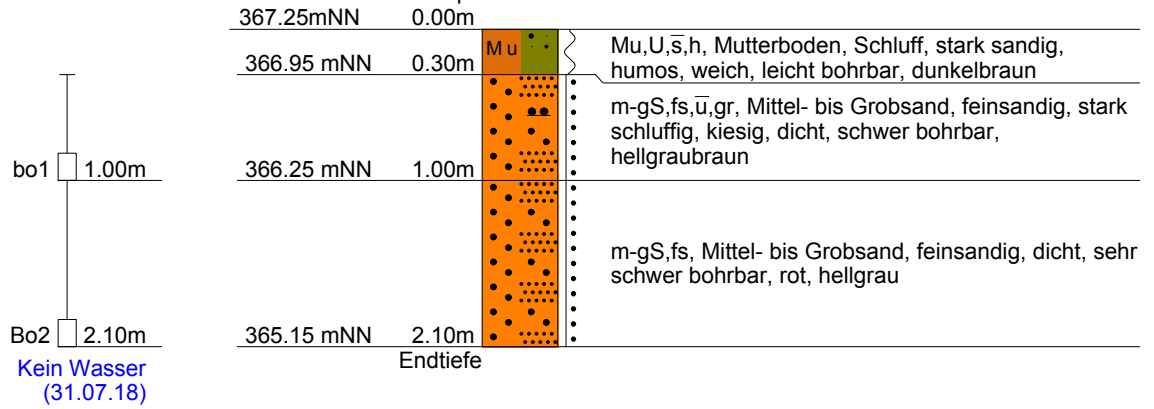 367.25mNN 0.00m
Mu
Mu,U,s̅,h, Mutterboden, Schluff, stark sandig,
humos, weich, leicht bohrbar, dunkelbraun
366.95 mNN 0.30m
m-gS,fs,u̅,gr, Mittel- bis Grobsand, feinsandig, stark
schluffig, kiesig, dicht, schwer bohrbar,
hellgraubraun
bo1 1.00m
366.25 mNN 1.00m
m-gS,fs, Mittel- bis Grobsand, feinsandig, dicht, sehr
schwer bohrbar, rot, hellgrau
Bo2 2.10m
365.15 mNN 2.10m
Endtiefe
Kein Wasser
(31.07.18)